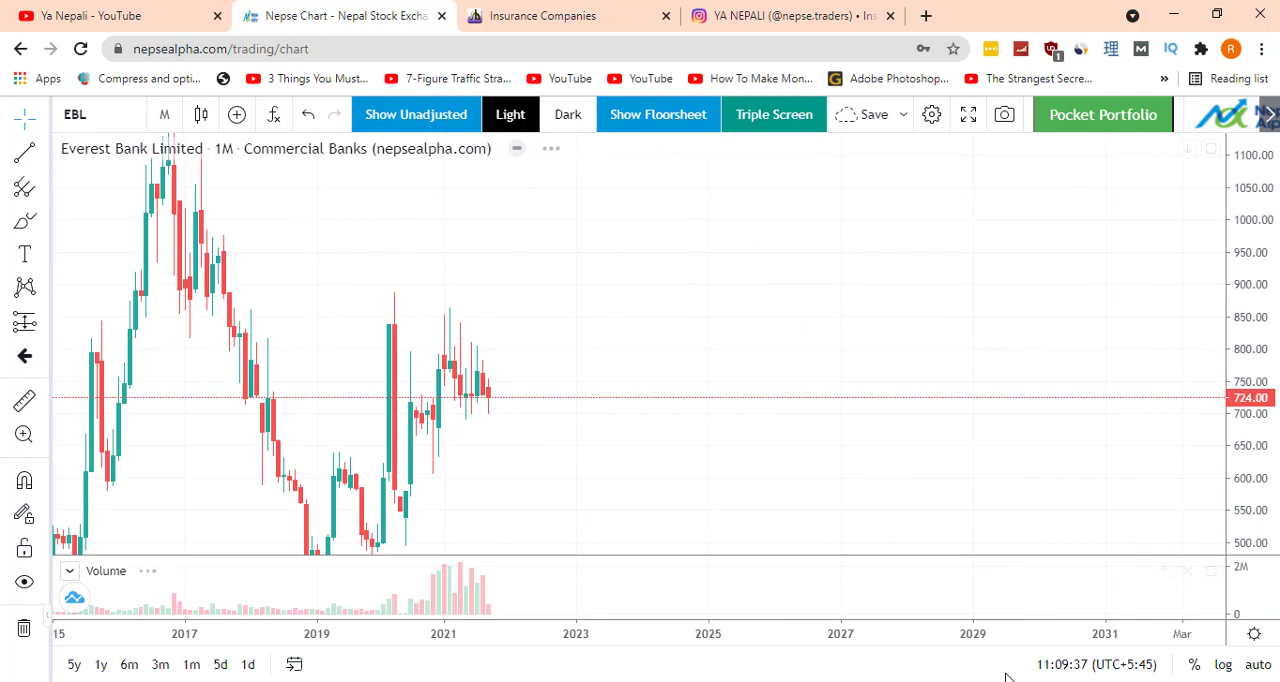 Ya Nepali - YouTube
Nepse Chart - Nepal Stock Excha
Insurance Companies
YA NEPALI (@nepse.traders) • Ins
nepsealpha.com/trading/chart
1
理
M
IQ
R
Apps
Compress and opti...
3 Things You Must...
7-Figure Traffic Stra...
YouTube
YouTube
How To Make Mon...
Adobe Photoshop...
The Strangest Secre...
»
Reading list
EBL
M
Show Unadjusted
Light
Dark
Show Floorsheet
Triple Screen
Save
Pocket Portfolio
Everest Bank Limited · 1M · Commercial Banks (nepsealpha.com)
1100.00
1050.00
1000.00
950.00
900.00
850.00
800.00
750.00
724.00
700.00
650.00
600.00
550.00
500.00
Volume
2M
0
15
2017
2019
2021
2023
2025
2027
2029
2031
Mar
5y
1y
6m
3m
1m
5d
1d
11:09:37 (UTC+5:45)
%
log
auto